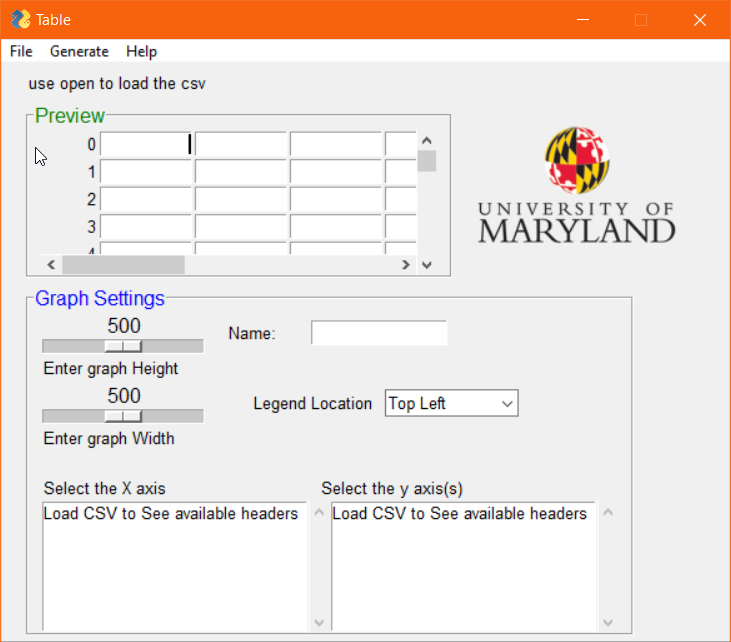 Table
File Generate Help
use open to load the csv
Preview
0
1
2
3
4
UNIVERSITY OF
MARYLAND
Graph Settings
500
Name:
Enter graph Height
500
Legend Location Top Left
Enter graph Width
Select the X axis Select the y axis(s)
Load CSV to See available headers Load CSV to See available headers